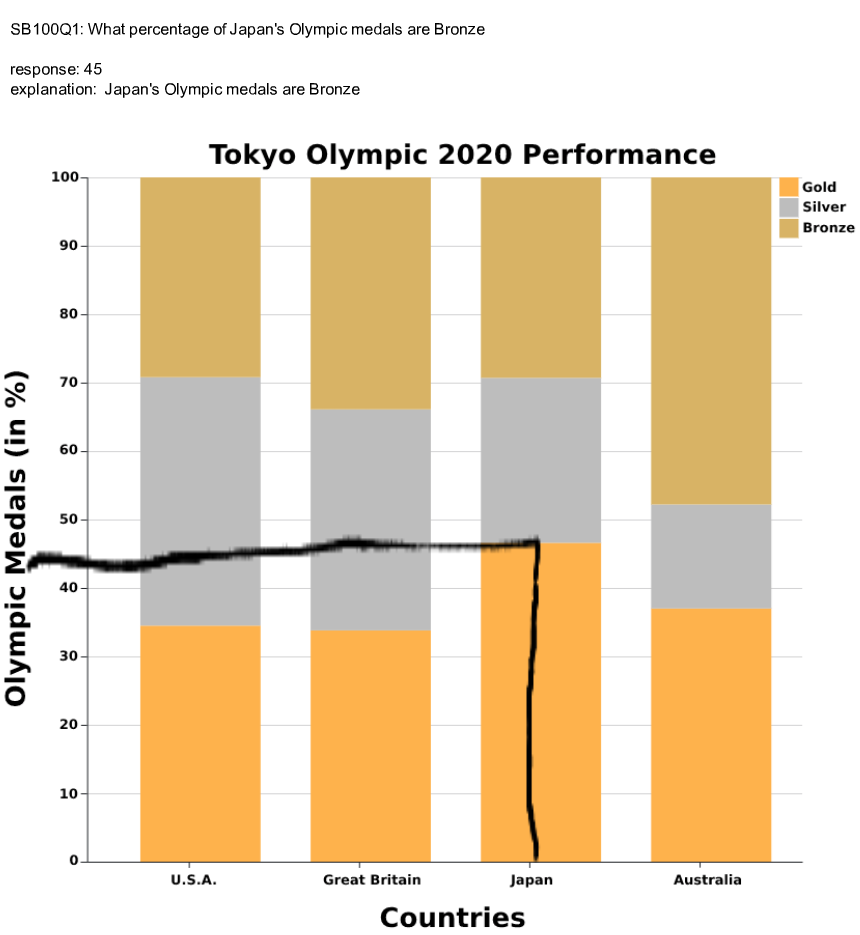 SB100Q1: What percentage of Japan's Olympic medals are Bronze
response: 45
explanation:  Japan's Olympic medals are Bronze
Tokyo Olympic 2020 Performance
Gold
Silver
Bronze
100
90
80
70
60
50
40
30
20
10
0
Olympic Medals (in %)
U.S.A.
Great Britain
Japan
Australia
Countries